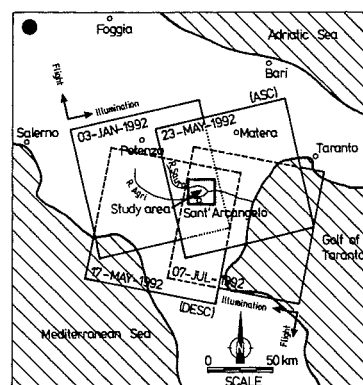 Foggia
Adriatic Sea
Bari
Flight
Illumination
(ASC)
03-JAN-1992
23-MAY-1992
Salerno
Potenza
Matera
Taranto
R. Agri
Sant'Arcangelo
Study area
Golf of
Taranto
17-MAY-1992
07-JUL-1992
(DESC)
Illumination
Flight
Mediterranean Sea
N
0 50 km
SCALE